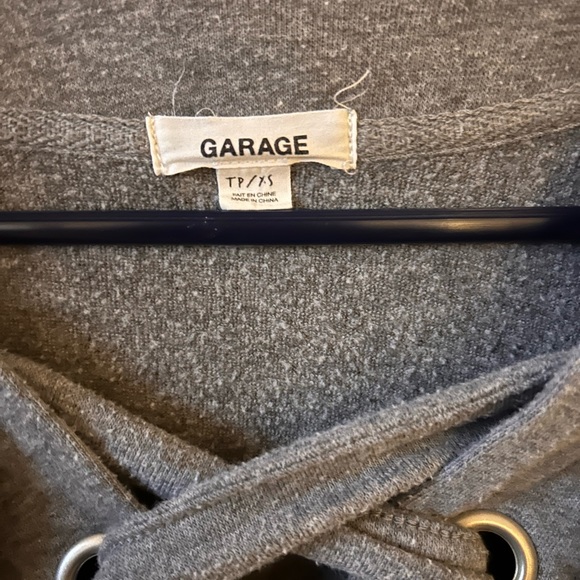 GARAGE
TP/XS
FAIT EN CHINE
MADE IN CHINA